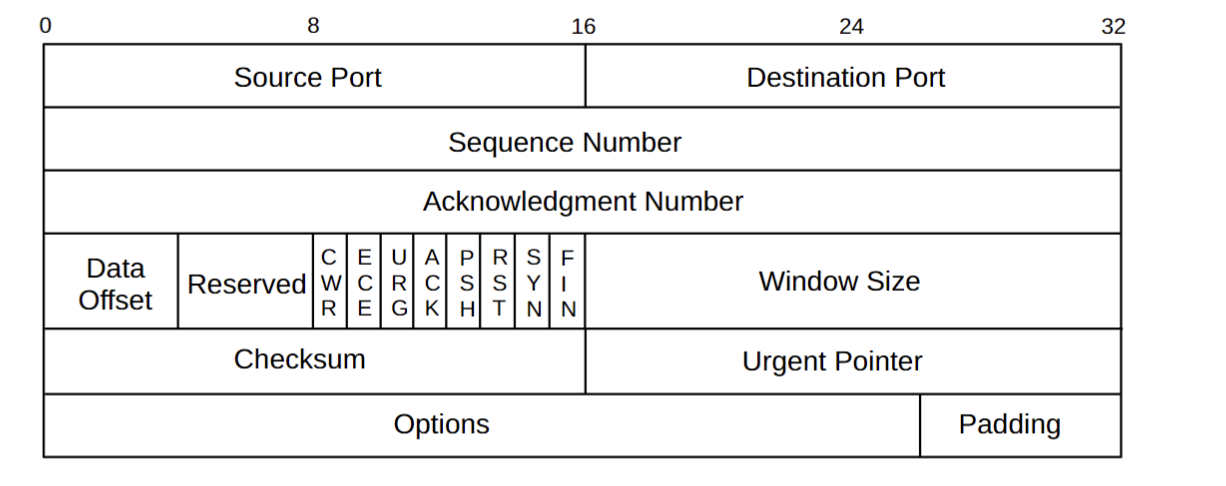 0 8 16 24 32
Source Port Destination Port
Sequence Number
Acknowledgment Number
Data Offset Reserved CWR ECE URG ACK PSH RST SYN FIN Window Size
Checksum Urgent Pointer
Options Padding